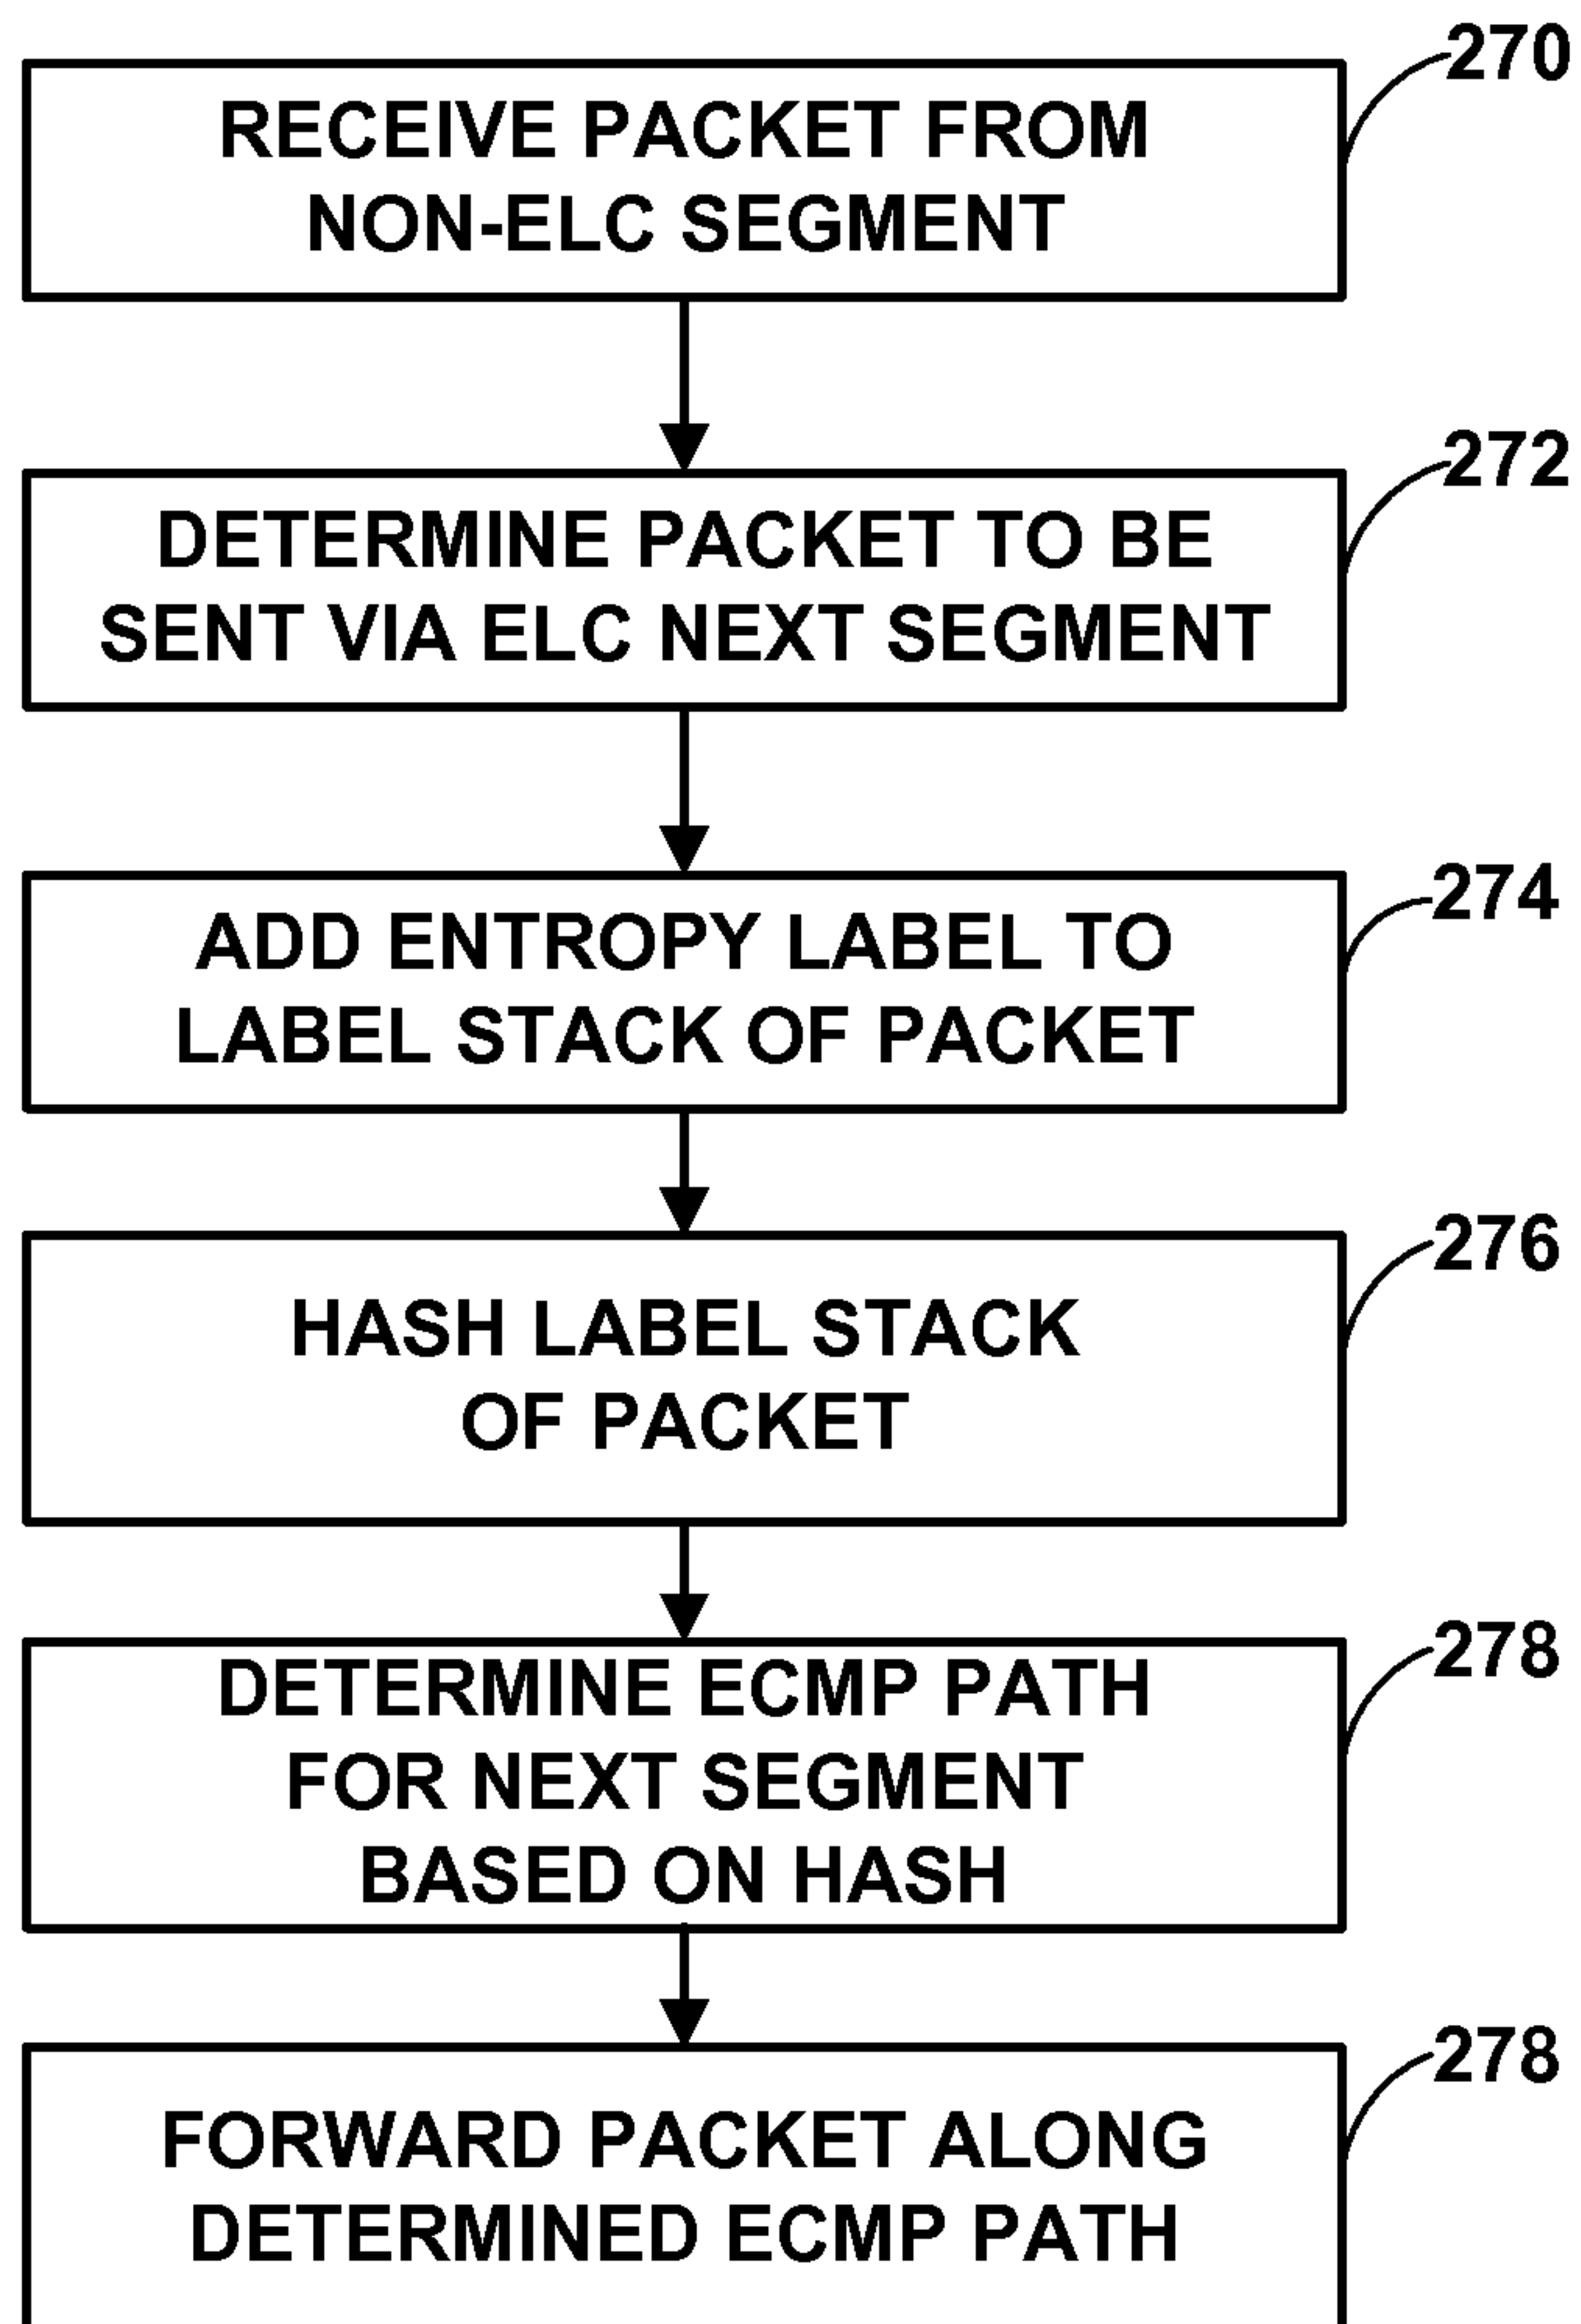 270
RECEIVE PACKET FROM
NON-ELC SEGMENT
272
DETERMINE PACKET TO BE
SENT VIA ELC NEXT SEGMENT
274
ADD ENTROPY LABEL TO
LABEL STACK OF PACKET
276
HASH LABEL STACK
OF PACKET
278
DETERMINE ECMP PATH
FOR NEXT SEGMENT
BASED ON HASH
278
FORWARD PACKET ALONG
DETERMINED ECMP PATH